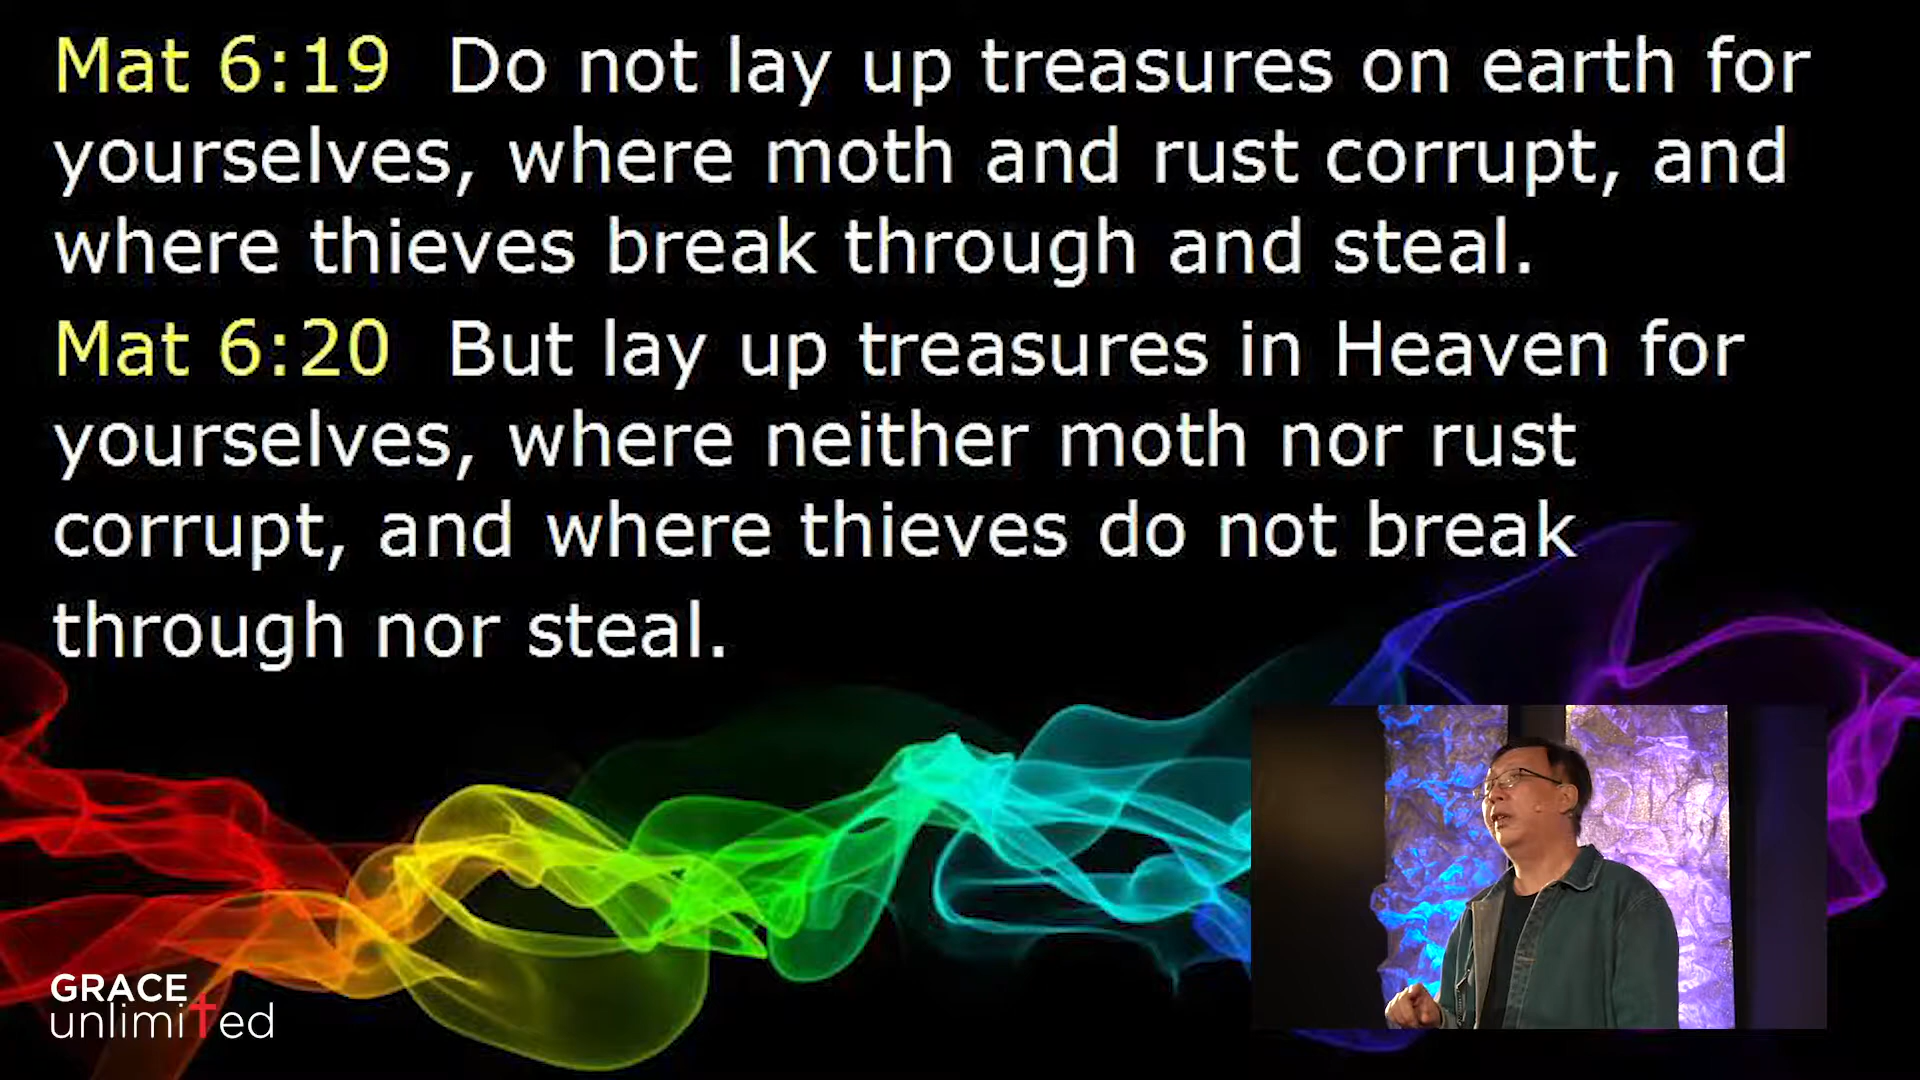 Mat 6:19 Do not lay up treasures on earth for
yourselves, where moth and rust corrupt, and
where thieves break through and steal.
Mat 6:20 But lay up treasures in Heaven for
yourselves, where neither moth nor rust
corrupt, and where thieves do not break
through nor steal.
GRACE
unlimited